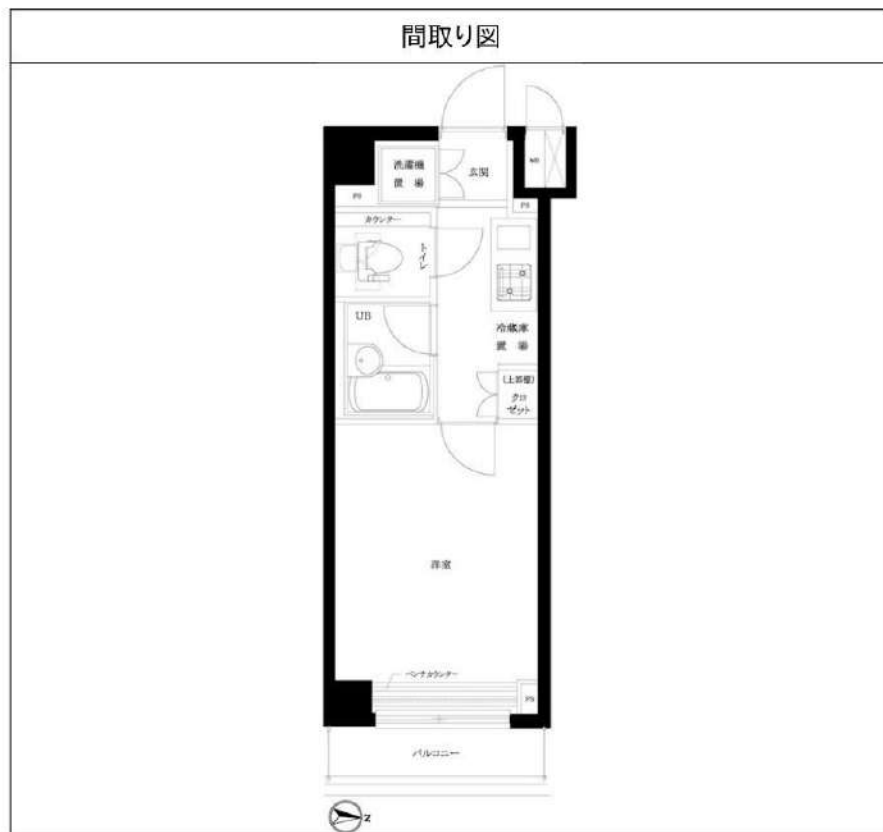 間取り図
洗濯機
置場
玄関
MB
PS
PS
カウンター
トイレ
UB
冷蔵庫
置場
(上部棚)
クロ
ゼット
洋室
ベンチカウンター
PS
バルコニー
N